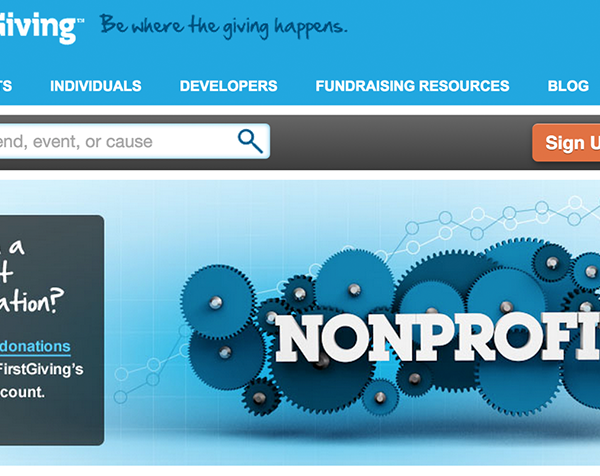 Giving™ Be where the giving happens.
INDIVIDUALS DEVELOPERS FUNDRAISING RESOURCES BLOG
end, event, or cause
Sign U
a
ation?
donations
FirstGiving's
count.
NONPROFI